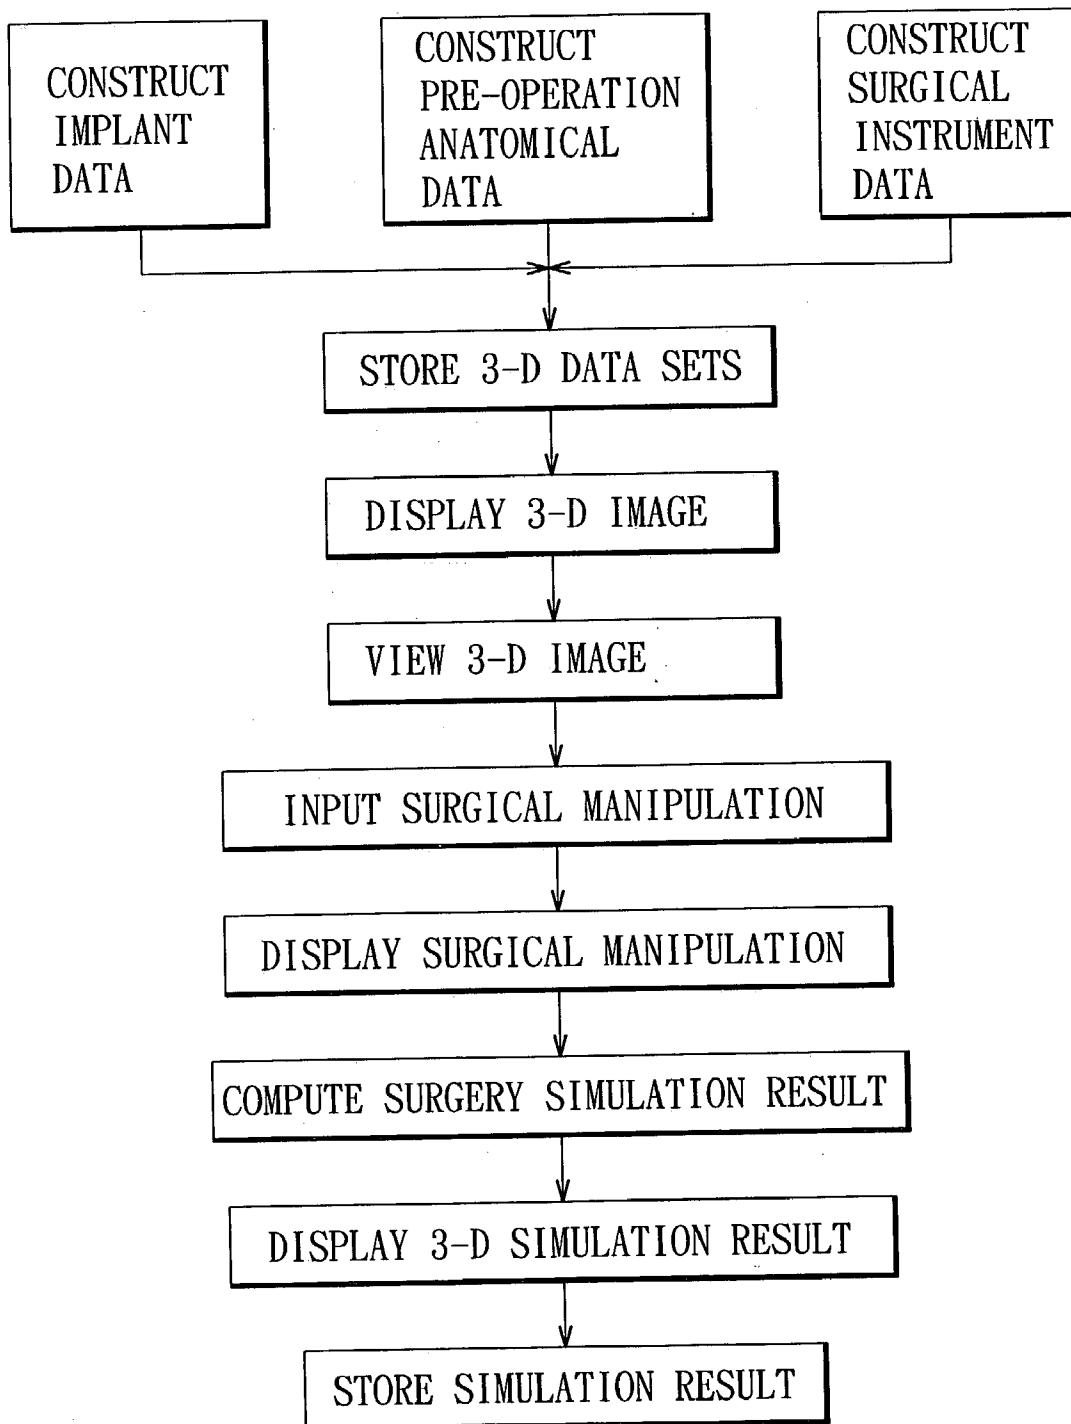 CONSTRUCT
IMPLANT
DATA
CONSTRUCT
PRE-OPERATION
ANATOMICAL
DATA
CONSTRUCT
SURGICAL
INSTRUMENT
DATA
STORE 3-D DATA SETS
DISPLAY 3-D IMAGE
VIEW 3-D IMAGE
INPUT SURGICAL MANIPULATION
DISPLAY SURGICAL MANIPULATION
COMPUTE SURGERY SIMULATION RESULT
DISPLAY 3-D SIMULATION RESULT
STORE SIMULATION RESULT